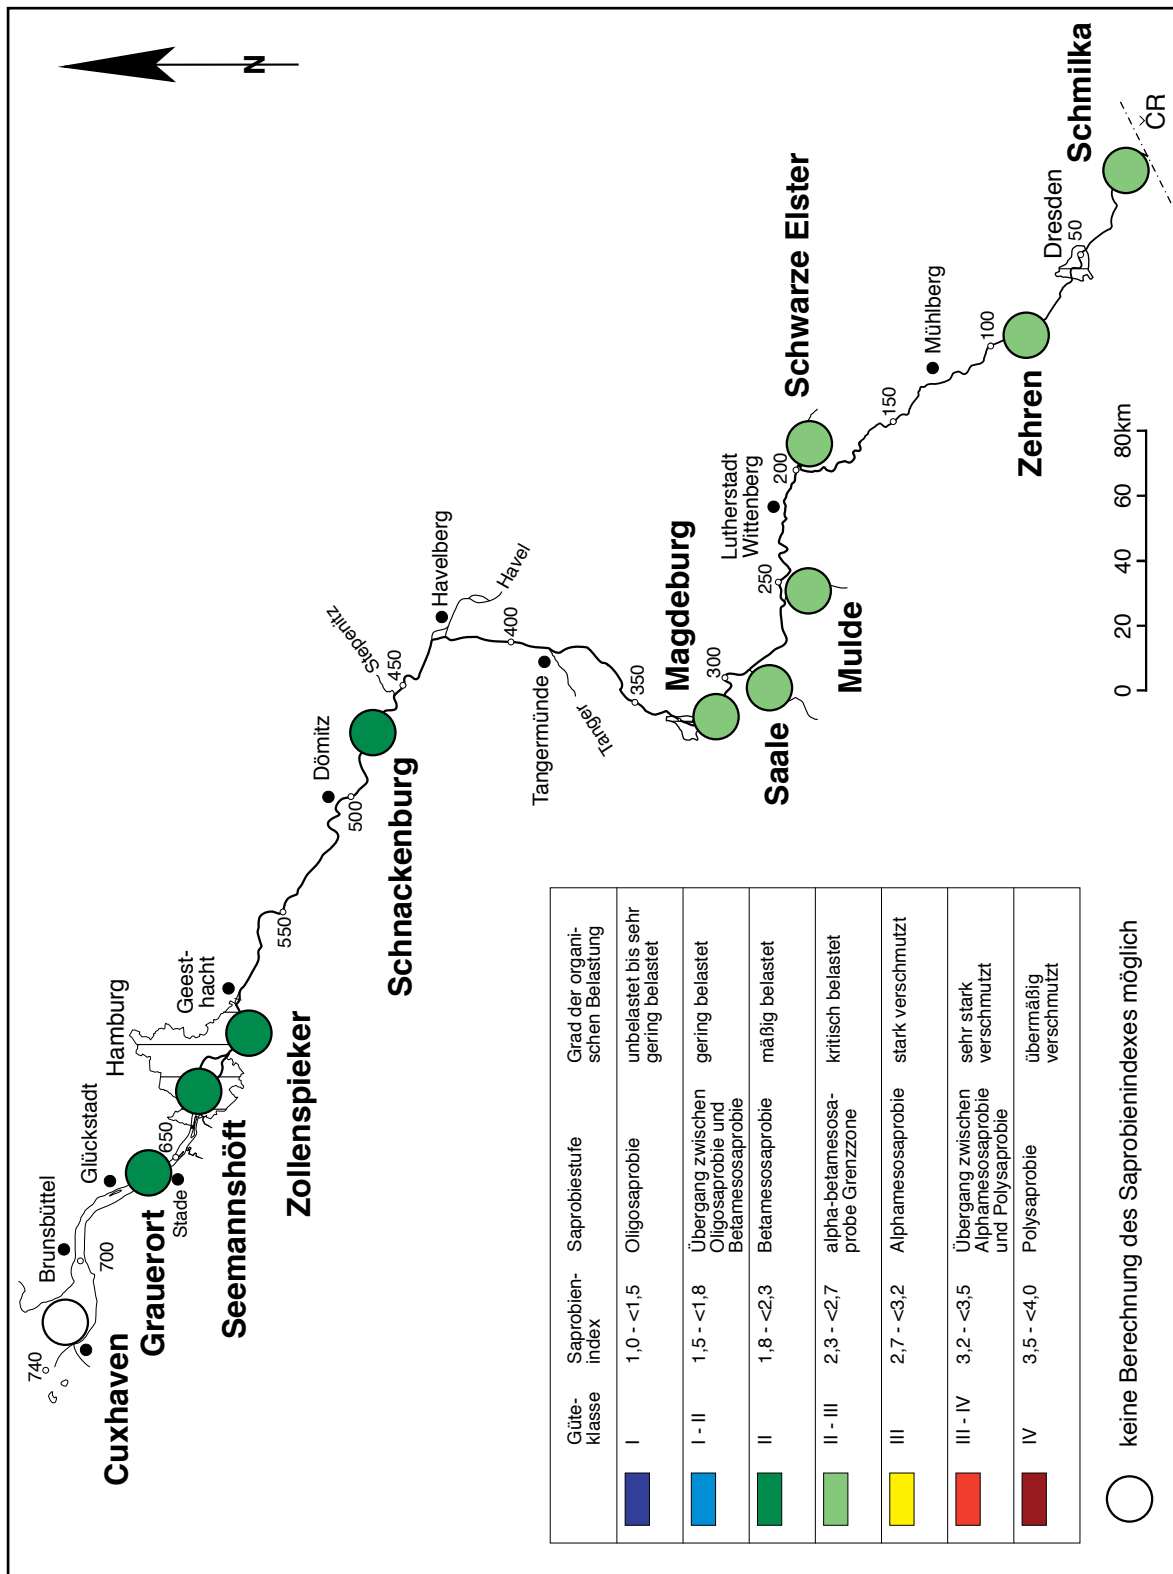 N
740
Cuxhaven
Brunsbüttel
700
Glückstadt
Grauerort
Stade
650
Hamburg
Seemannshöft
Geest-
hacht
Zollenspieker
550
Dömitz
500
Schnackenburg
Stepenitz
450
Havelberg
Havel
400
Tangermünde
Tanger
350
Magdeburg
300
Saale
Mulde
250
Lutherstadt
Wittenberg
200
Schwarze Elster
150
Mühlberg
100
Zehren
Dresden
50
Schmilka
CR
0 20 40 60 80km
Güte-
klasse
Saprobien-
index
Saprobiestufe
Grad der organi-
schen Belastung
I 1,0 - <1,5 Oligosaprobie unbelastet bis sehr
gering belastet
I - II 1,5 - <1,8 Übergang zwischen gering belastet
Oligosaprobie und
Betamesosaprobie
II 1,8 - <2,3 Betamesosaprobie mäßig belastet
II - III 2,3 - <2,7 alpha-betamesosa- kritisch belastet
probe Grenzzone
III 2,7 - <3,2 Alphamesosaprobie stark verschmutzt
III - IV 3,2 - <3,5 Übergang zwischen sehr stark
Alphamesosaprobie verschmutzt
und Polysaprobie
IV 3,5 - <4,0 Polysaprobie übermäßig
verschmutzt
keine Berechnung des Saprobienindexes möglich